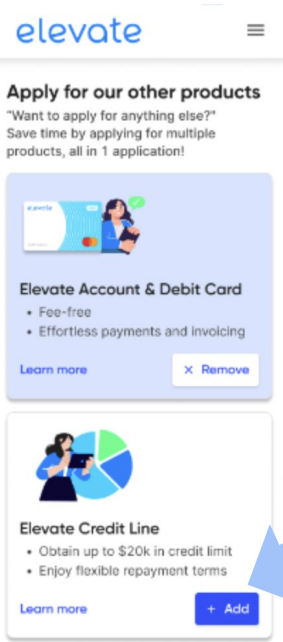 elevate
Apply for our other products
"Want to apply for anything else?"
Save time by applying for multiple
products, all in 1 application!
elevate
Elevate Account & Debit Card
• Fee-free
• Effortless payments and invoicing
Learn more
× Remove
Elevate Credit Line
• Obtain up to $20k in credit limit
• Enjoy flexible repayment terms
Learn more
+ Add